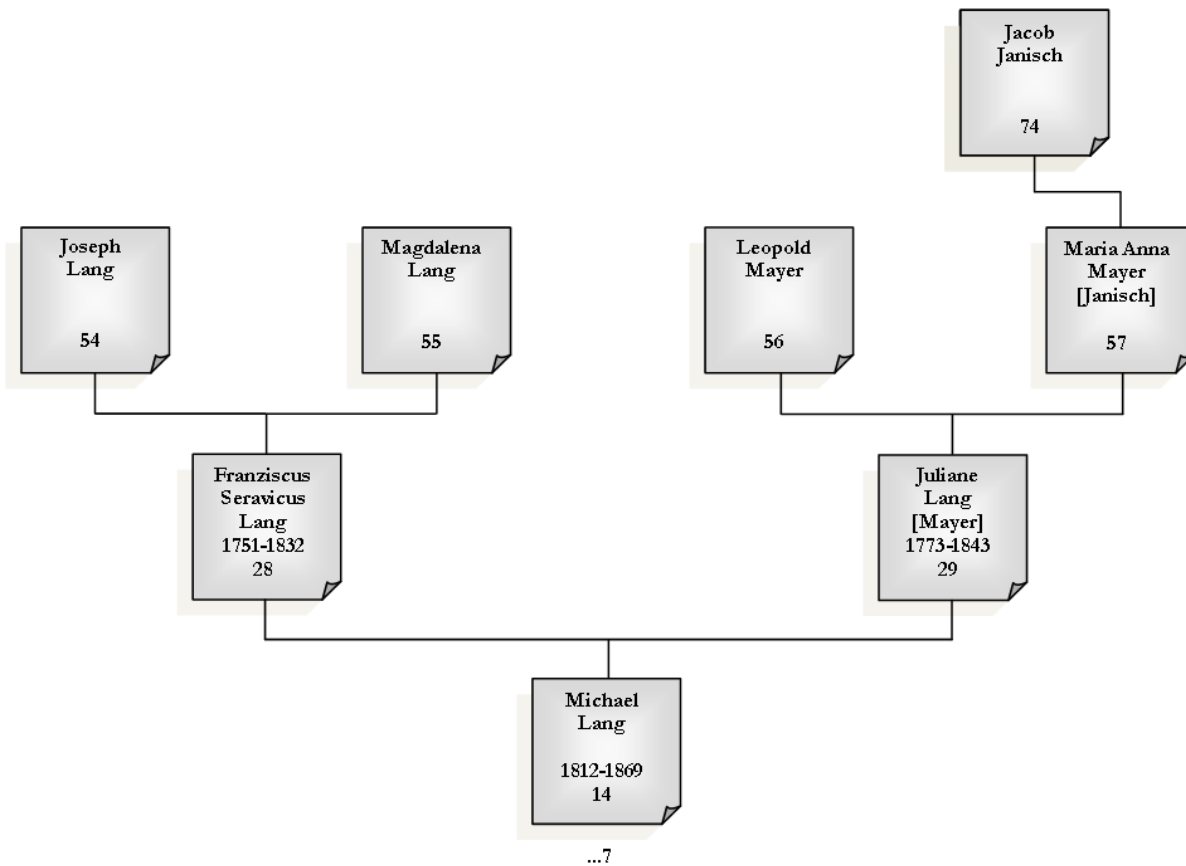 Jacob
Janisch
74
Joseph
Lang
54
Magdalena
Lang
55
Leopold
Mayer
56
Maria Anna
Mayer
[Janisch]
57
Franziscus
Seravicus
Lang
1751-1832
28
Juliane
Lang
[Mayer]
1773-1843
29
Michael
Lang
1812-1869
14
...7